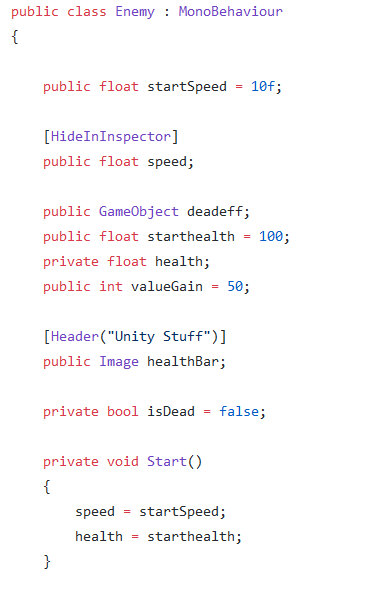 public class Enemy : MonoBehaviour
{
public float startSpeed = 10f;
[HideInInspector]
public float speed;
public GameObject deadeff;
public float starthealth = 100;
private float health;
public int valueGain = 50;
[Header("Unity Stuff")]
public Image healthBar;
private bool isDead = false;
private void Start()
{
speed = startSpeed;
health = starthealth;
}